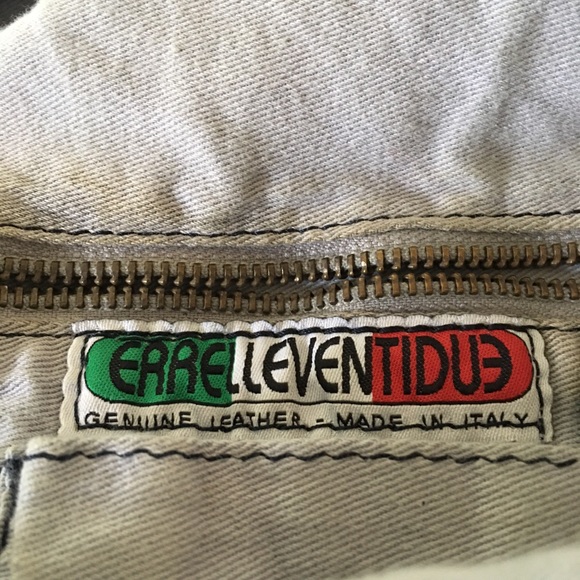 ERRELLEVENTIDUE
GENUINE LEATHER - MADE IN ITALY